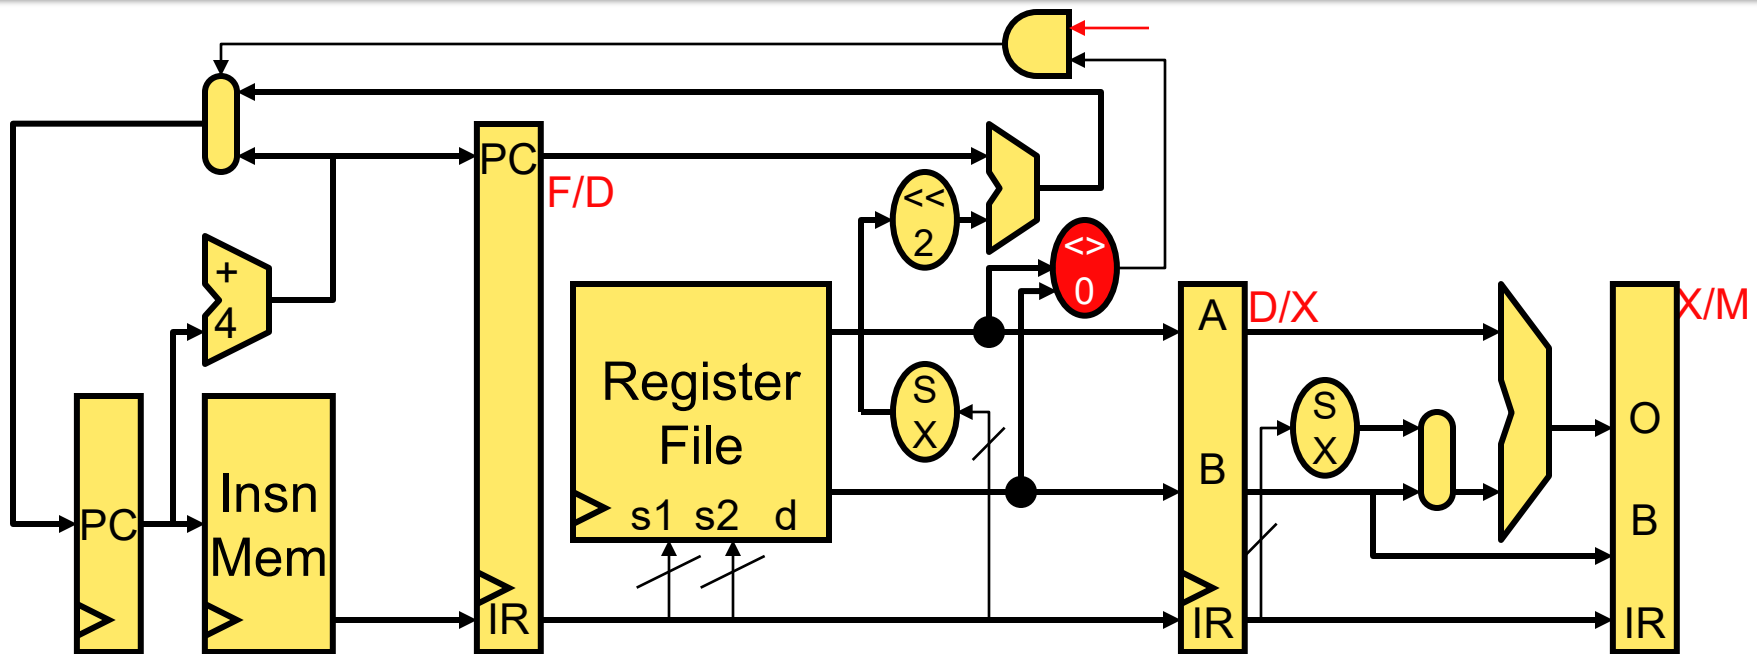 PC
F/D
<<
2
+
4
<>
0
A
D/X
X/M
Register
File
S
X
S
X
O
B
Insn
Mem
s1 s2 d
PC
B
IR
IR
IR